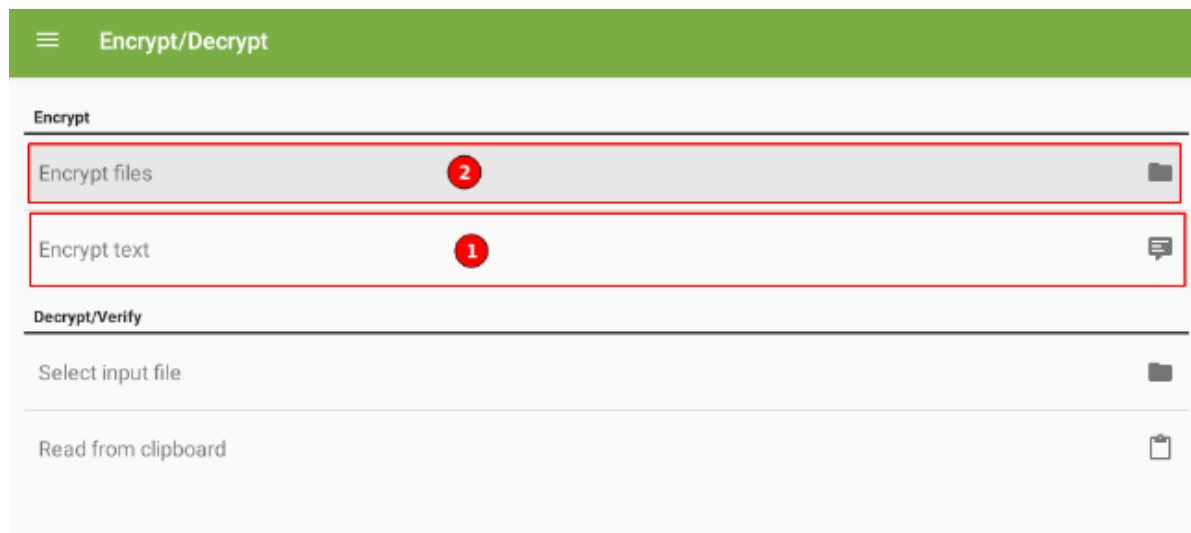 Encrypt/Decrypt
Encrypt
Encrypt files 2
Encrypt text 1
Decrypt/Verify
Select input file
Read from clipboard